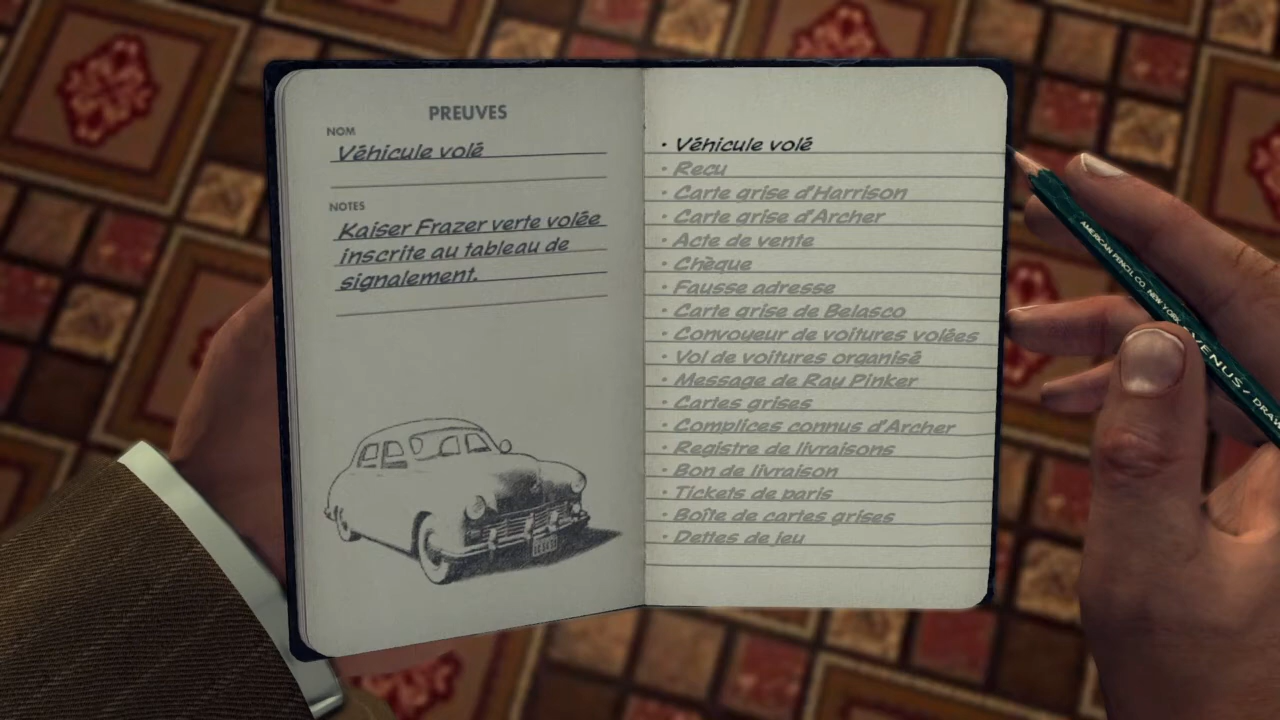 PREUVES
NOM
Véhicule volé
NOTES
Kaiser Frazer verte volée
inscrite au tableau de
signalement.
· Véhicule volé
· Reçu
· Carte grise d'Harrison
· Carte grise d'Archer
· Acte de vente
· Chèque
· Fausse adresse
· Carte grise de Belasco
· Convoyeur de voitures volées
· Vol de voitures organisé
· Message de Ray Pinker
· Cartes grises
· Complices connus d'Archer
· Registre de livraisons
· Bon de livraison
· Tickets de paris
· Boîte de cartes grises
· Dettes de jeu
AMERICAN PENCIL CO. NEW YORK VENUS / DRAW